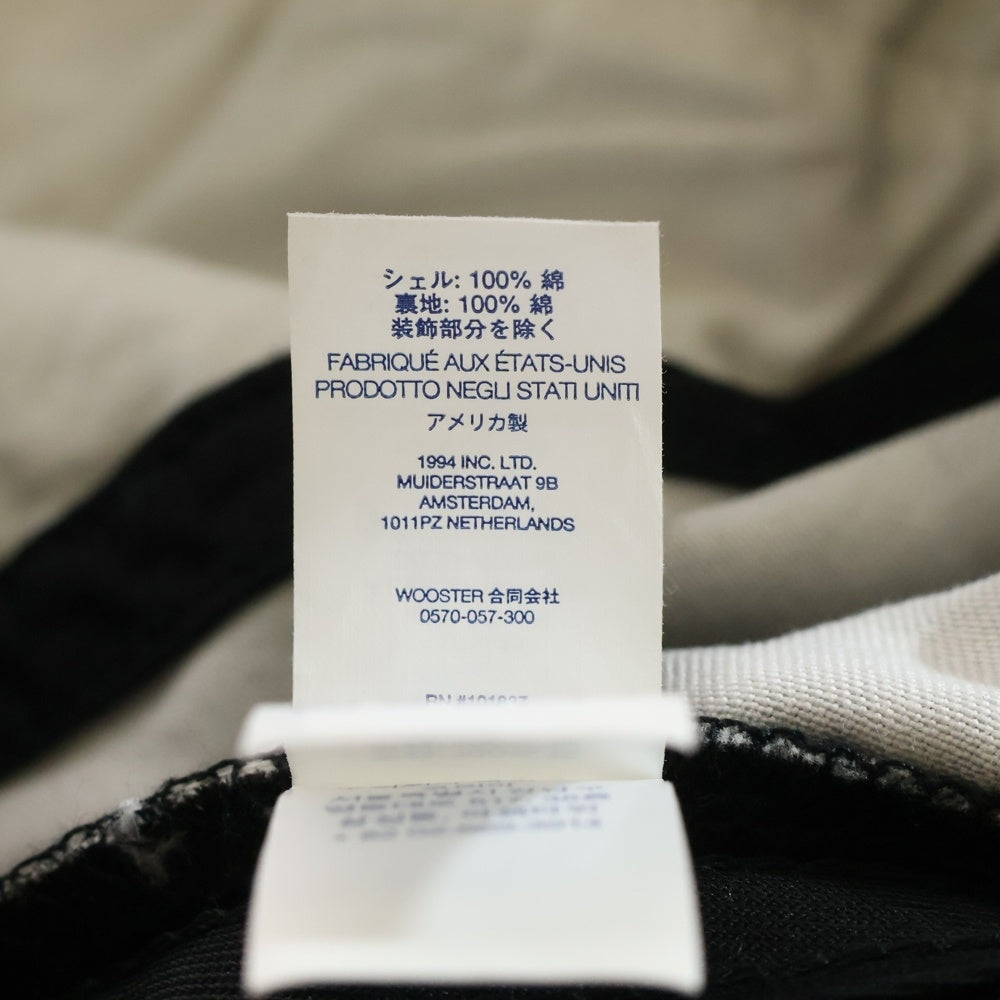 シェル: 100% 綿
裏地: 100% 綿
装飾部分を除く
FABRIQUÉ AUX ÉTATS-UNIS
PRODOTTO NEGLI STATI UNITI
アメリカ製
1994 INC. LTD.
MUIDERSTRAAT 9B
AMSTERDAM,
1011PZ NETHERLANDS
WOOSTER 合同会社
0570-057-300
RN